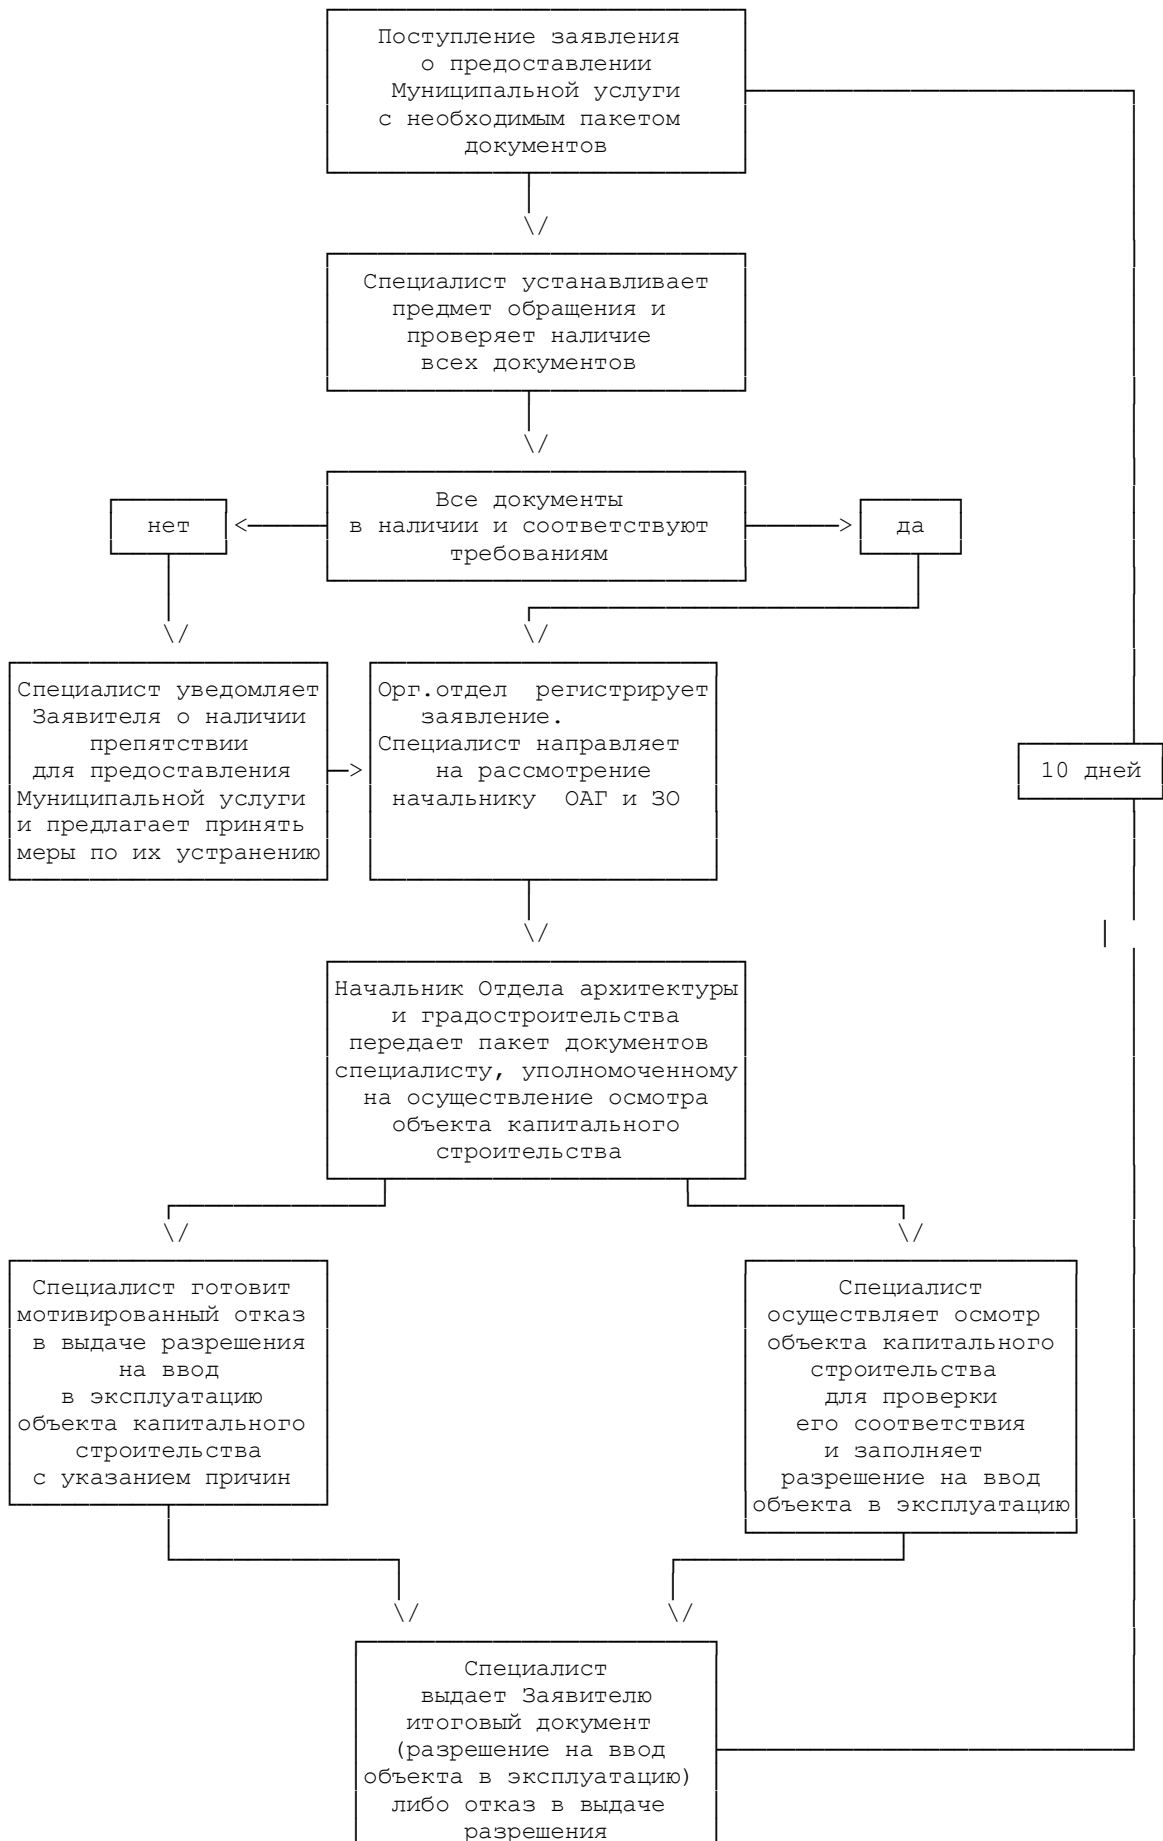 Поступление заявления
о предоставлении
Муниципальной услуги
с необходимым пакетом
документов
Специалист устанавливает
предмет обращения и
проверяет наличие
всех документов
Все документы
в наличии и соответствуют
требованиям
нет
да
Специалист уведомляет
Заявителя о наличии
препятствии
для предоставления
Муниципальной услуги
и предлагает принять
меры по их устранению
Орг.отдел регистрирует
заявление.
Специалист направляет
на рассмотрение
начальнику ОАГ и ЗО
10 дней
Начальник Отдела архитектуры
и градостроительства
передает пакет документов
специалисту, уполномоченному
на осуществление осмотра
объекта капитального
строительства
Специалист готовит
мотивированный отказ
в выдаче разрешения
на ввод
в эксплуатацию
объекта капитального
строительства
с указанием причин
Специалист
осуществляет осмотр
объекта капитального
строительства
для проверки
его соответствия
и заполняет
разрешение на ввод
объекта в эксплуатацию
Специалист
выдает Заявителю
итоговый документ
(разрешение на ввод
объекта в эксплуатацию)
либо отказ в выдаче
разрешения